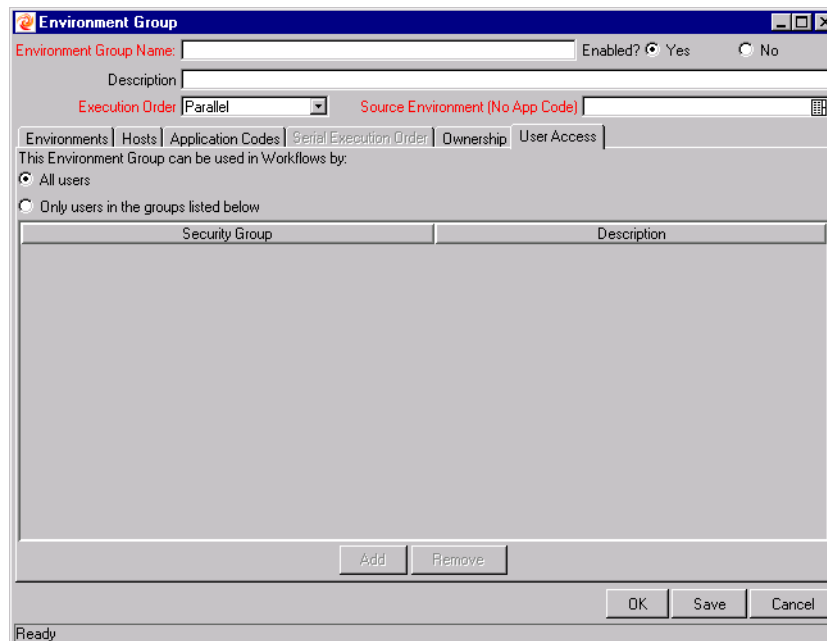 Environment Group
Environment Group Name: Enabled? Yes No
Description
Execution Order Parallel Source Environment (No App Code)
Environments Hosts Application Codes Serial Execution Order Ownership User Access
This Environment Group can be used in Workflows by:
All users
Only users in the groups listed below
Security Group Description
Add Remove
OK Save Cancel
Ready